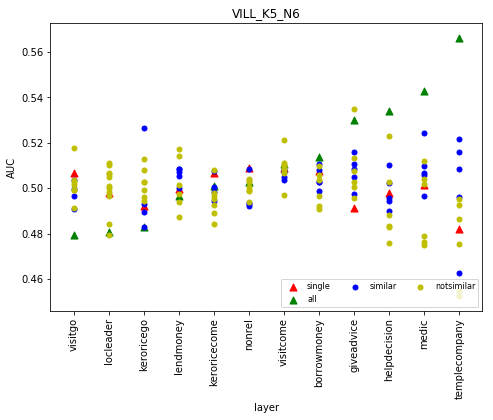 VILL_K5_N6
AUC
0.56
0.54
0.52
0.50
0.48
0.46
single
all
similar
notsimilar
visitgo
locleader
keroricego
lendmoney
keroricecome
nonrel
visitcome
borrowmoney
giveadvice
helpdecision
medic
templecompany
layer